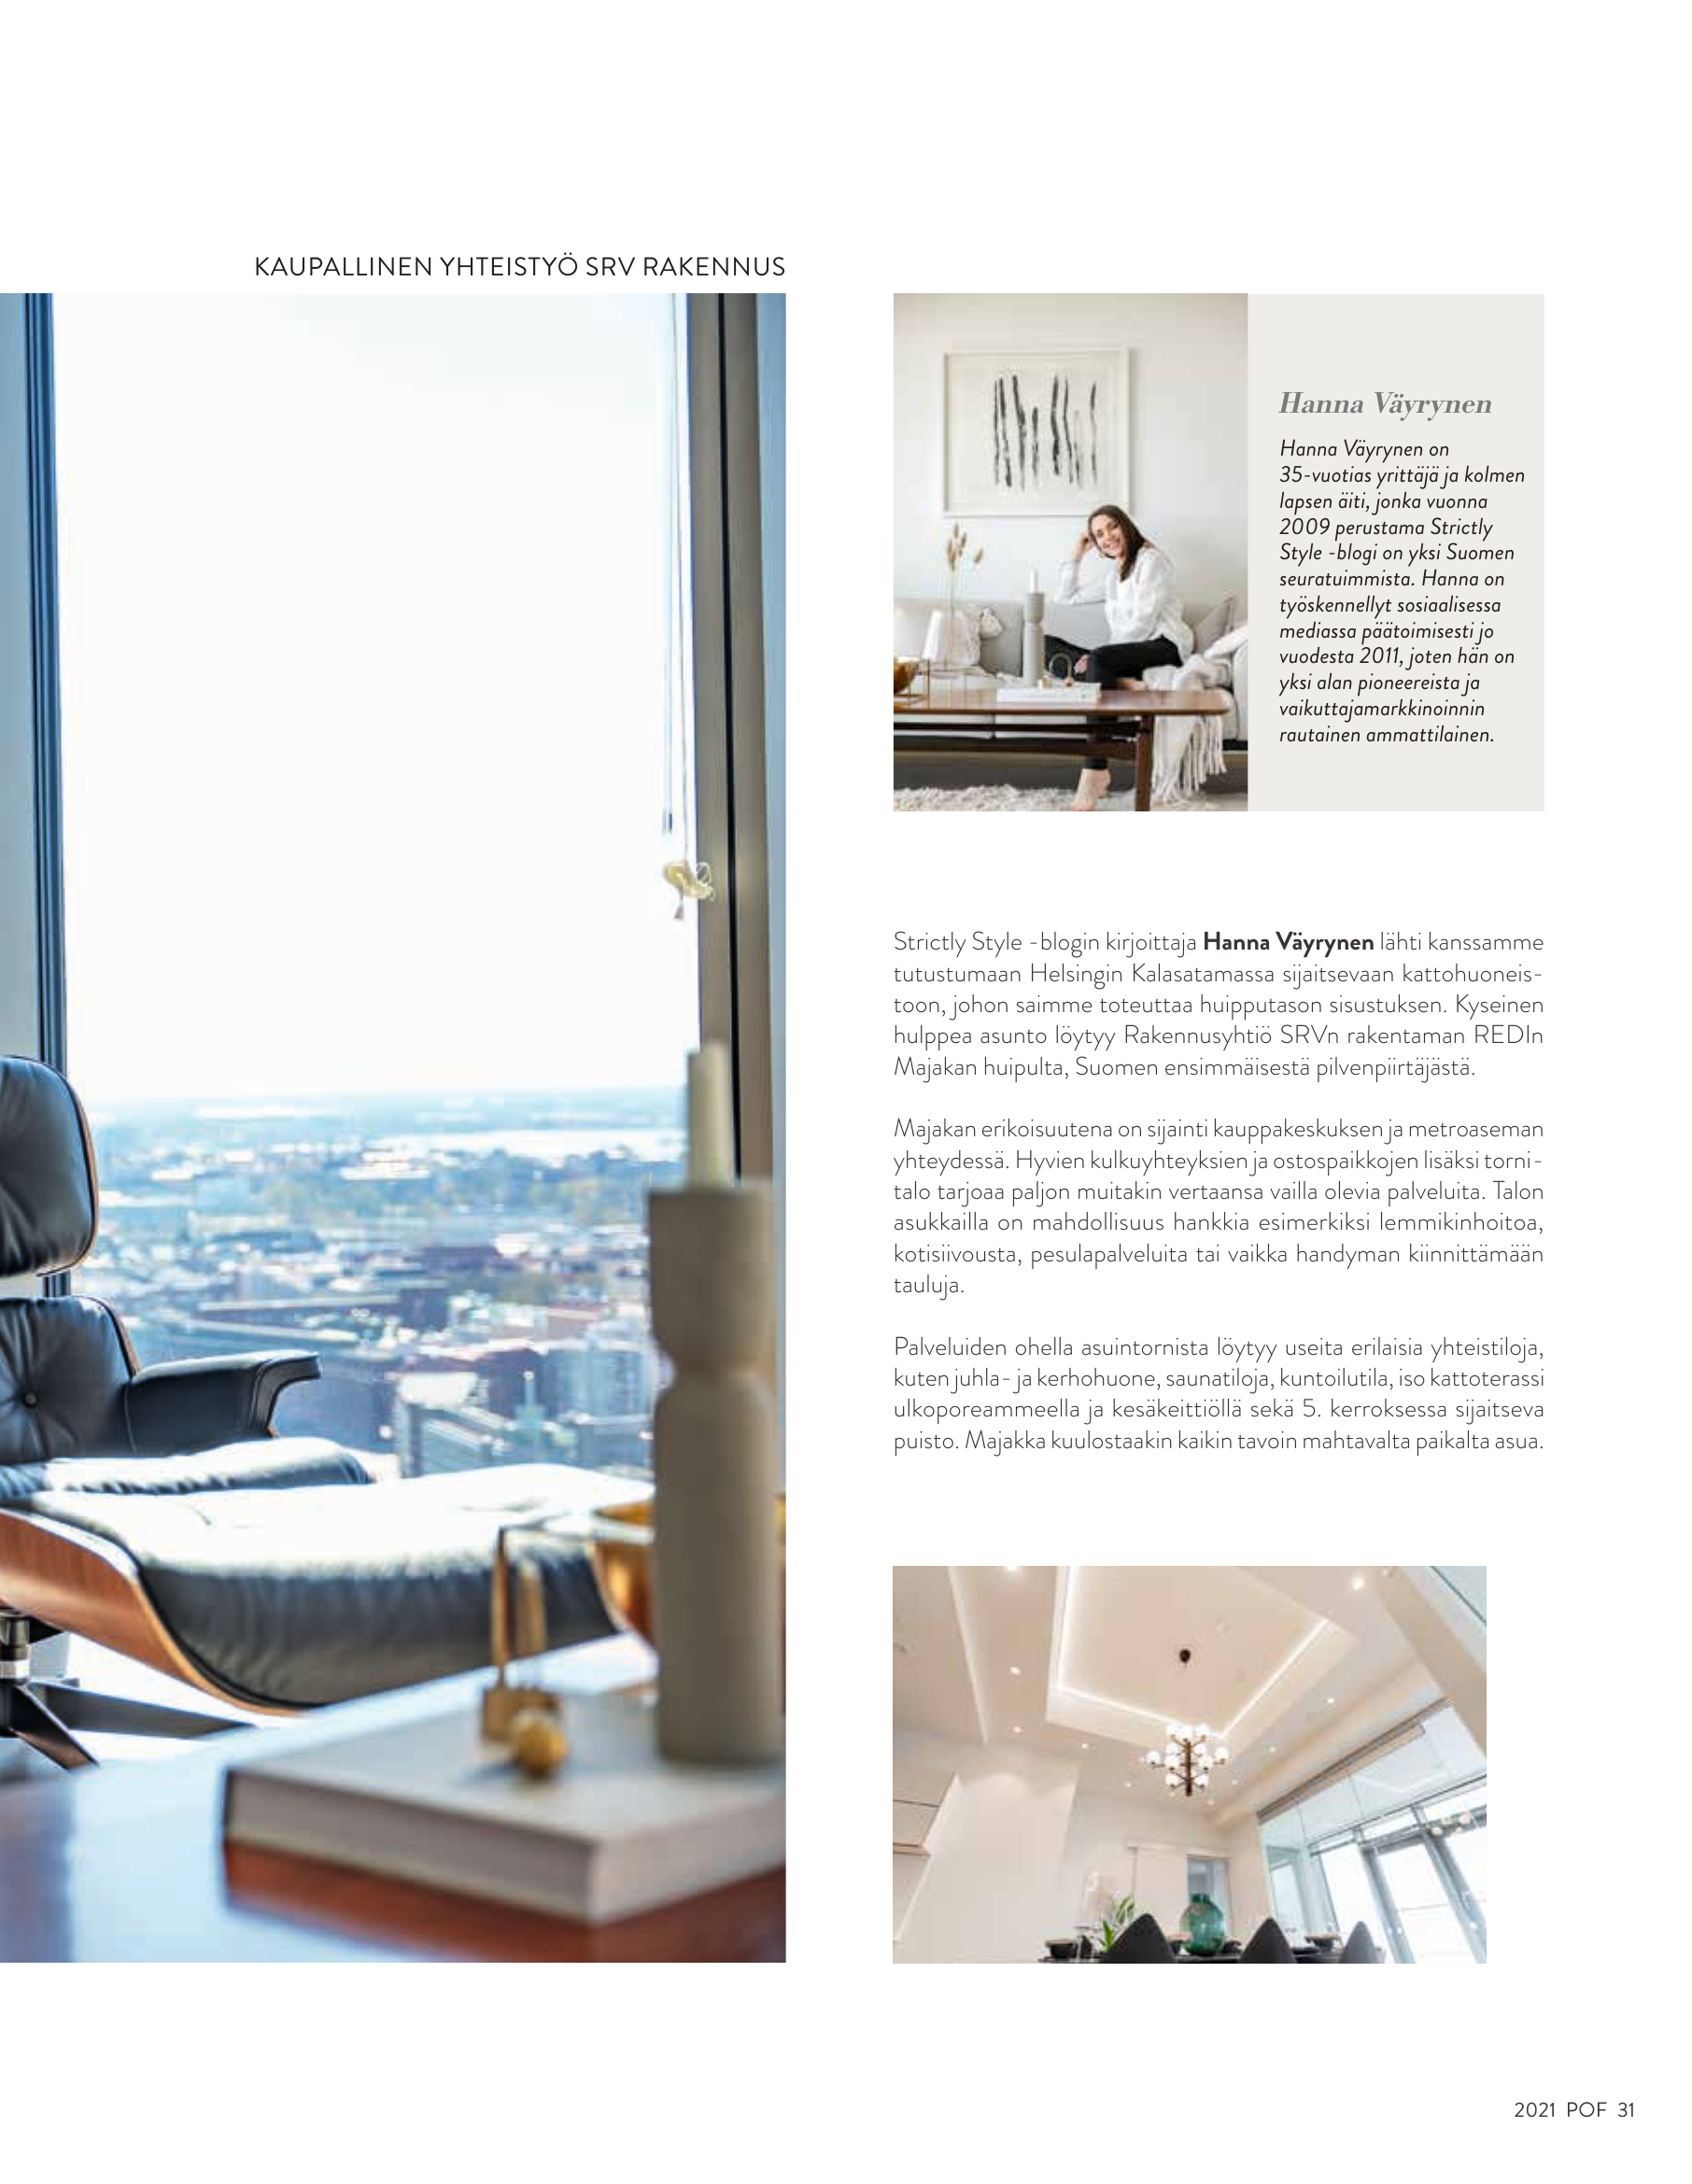 KAUPALLINEN YHTEISTYÖ SRV RAKENNUS
Hanna Väyrynen
Hanna Väyrynen on
35-vuotias yrittäjä ja kolmen
lapsen äiti, jonka vuonna
2009 perustama Strictly
Style -blogi on yksi Suomen
seuratuimmista. Hanna on
työskennellyt sosiaalisessa
mediassa päätoimisesti jo
vuodesta 2011, joten hän on
yksi alan pioneereista ja
vaikuttajamarkkinoinnin
rautainen ammattilainen.
Strictly Style -blogin kirjoittaja Hanna Väyrynen lähti kanssamme
tutustumaan Helsingin Kalasatamassa sijaitsevaan kattohuoneis-
toon, johon saimme toteuttaa huipputason sisustuksen. Kyseinen
hulppea asunto löytyy Rakennusyhtiö SRVn rakentaman REDIn
Majakan huipulta, Suomen ensimmäisestä pilvenpiirtäjästä.
Majakan erikoisuutena on sijainti kauppakeskuksen ja metroaseman
yhteydessä. Hyvien kulkuyhteyksien ja ostospaikkojen lisäksi torni-
talo tarjoaa paljon muitakin vertaansa vailla olevia palveluita. Talon
asukkailla on mahdollisuus hankkia esimerkiksi lemmikinhoitoa,
kotisiivousta, pesulapalveluita tai vaikka handyman kiinnittämään
tauluja.
Palveluiden ohella asuintornista löytyy useita erilaisia yhteistiloja,
kuten juhla- ja kerhohuone, saunatiloja, kuntoilutila, iso kattoterassi
ulkoporeammeella ja kesäkeittiöllä sekä 5. kerroksessa sijaitseva
puisto. Majakka kuulostaakin kaikin tavoin mahtavalta paikalta asua.
2021 POF 31